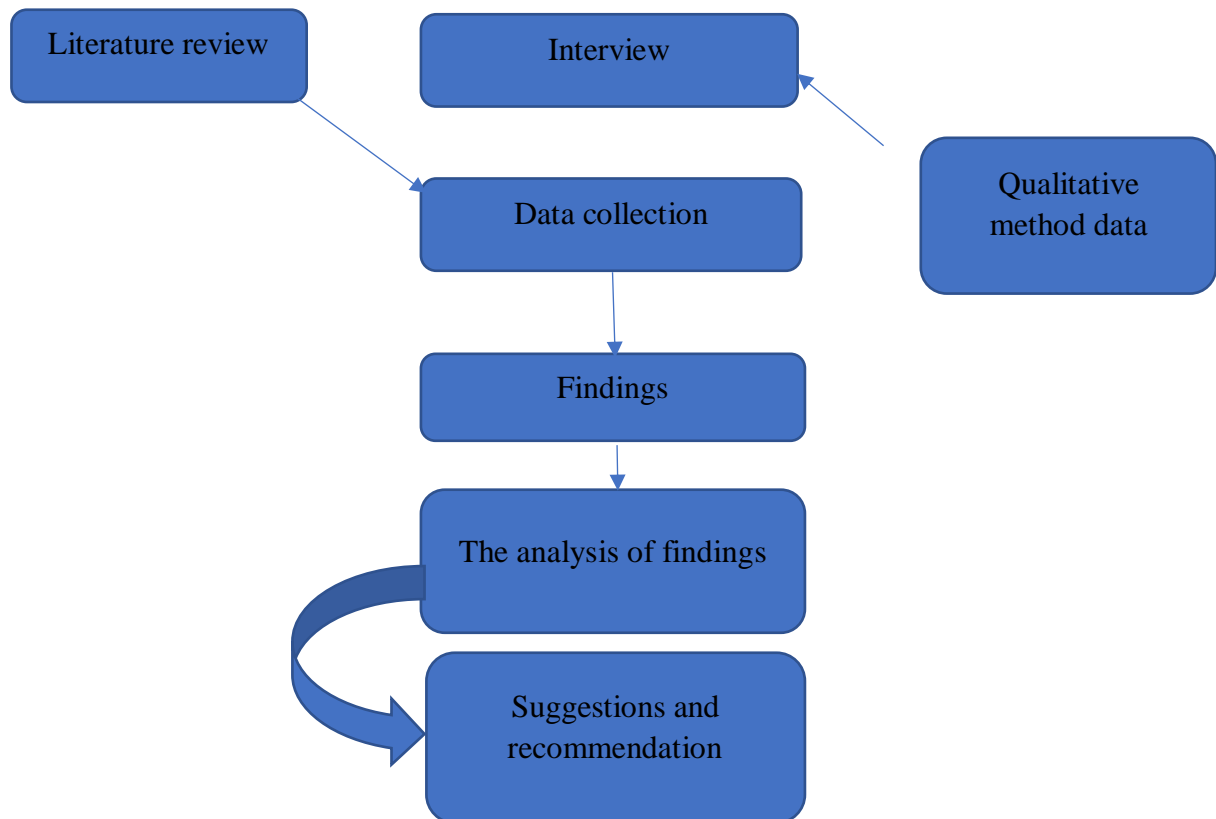 Literature review
Interview
Qualitative
method data
Data collection
Findings
The analysis of findings
Suggestions and
recommendation